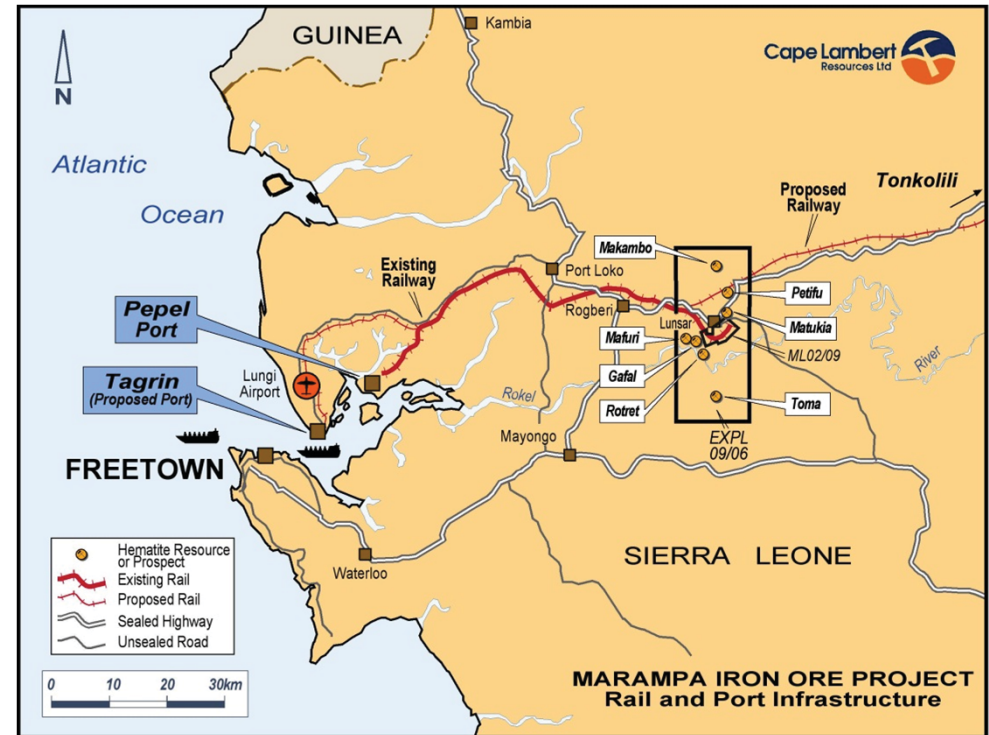 GUINEA
Kambia
Cape Lambert
Resources Ltd
N
Atlantic
Ocean
Tonkolili
Proposed
Railway
Makambo
Existing
Railway
Port Loko
Petifu
Pepel
Port
Rogberi
Lunsar
Matukia
Mafuri
ML02/09
River
Lungi
Airport
Gafal
Tagrin
(Proposed Port)
Rokel
Rotret
Toma
Mayongo
EXPL
09/06
FREETOWN
Waterloo
SIERRA LEONE
Hematite Resource
or Prospect
Existing Rail
Proposed Rail
Sealed Highway
Unsealed Road
0 10 20 30km
MARAMPA IRON ORE PROJECT
Rail and Port Infrastructure